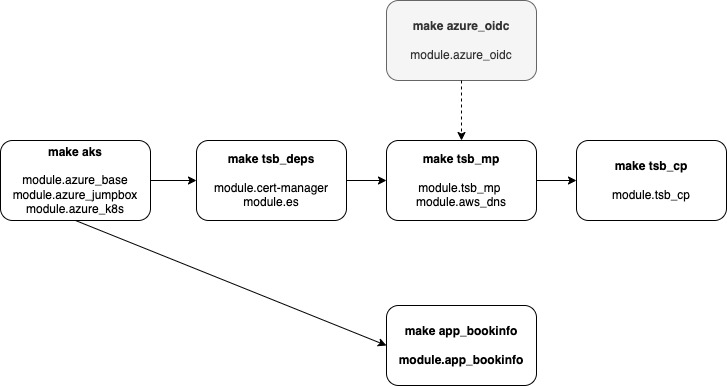 make azure_oidc
module.azure_oidc
make aks
module.azure_base
module.azure_jumpbox
module.azure_k8s
make tsb_deps
module.cert-manager
module.es
make tsb_mp
module.tsb_mp
module.aws_dns
make tsb_cp
module.tsb_cp
make app_bookinfo
module.app_bookinfo